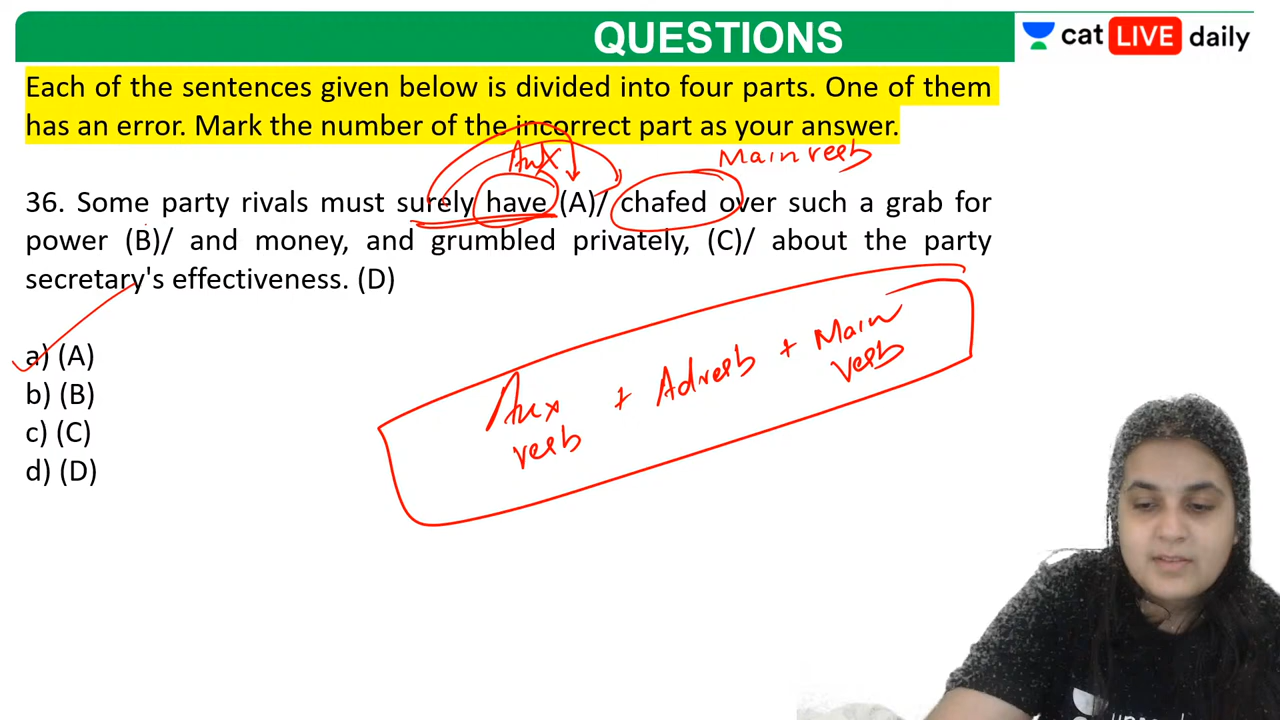 QUESTIONS
cat LIVE daily
Each of the sentences given below is divided into four parts. One of them
has an error. Mark the number of the incorrect part as your answer.
Aux
Main verb
36. Some party rivals must surely have (A)/ chafed over such a grab for
power (B)/ and money, and grumbled privately, (C)/ about the party
secretary's effectiveness. (D)
a) (A)
b) (B)
c) (C)
d) (D)
Aux verb + Adverb + Main verb